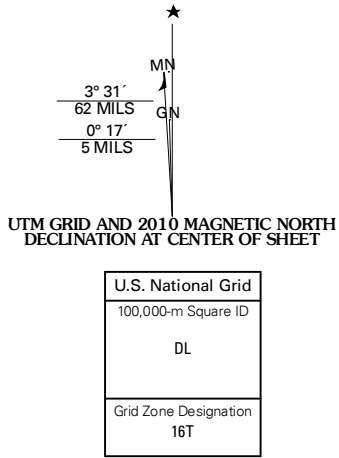 MN
3° 31´
62 MILS
GN
0° 17´
5 MILS
UTM GRID AND 2010 MAGNETIC NORTH
DECLINATION AT CENTER OF SHEET
U.S. National Grid
100,000-m Square ID
DL
Grid Zone Designation
16T